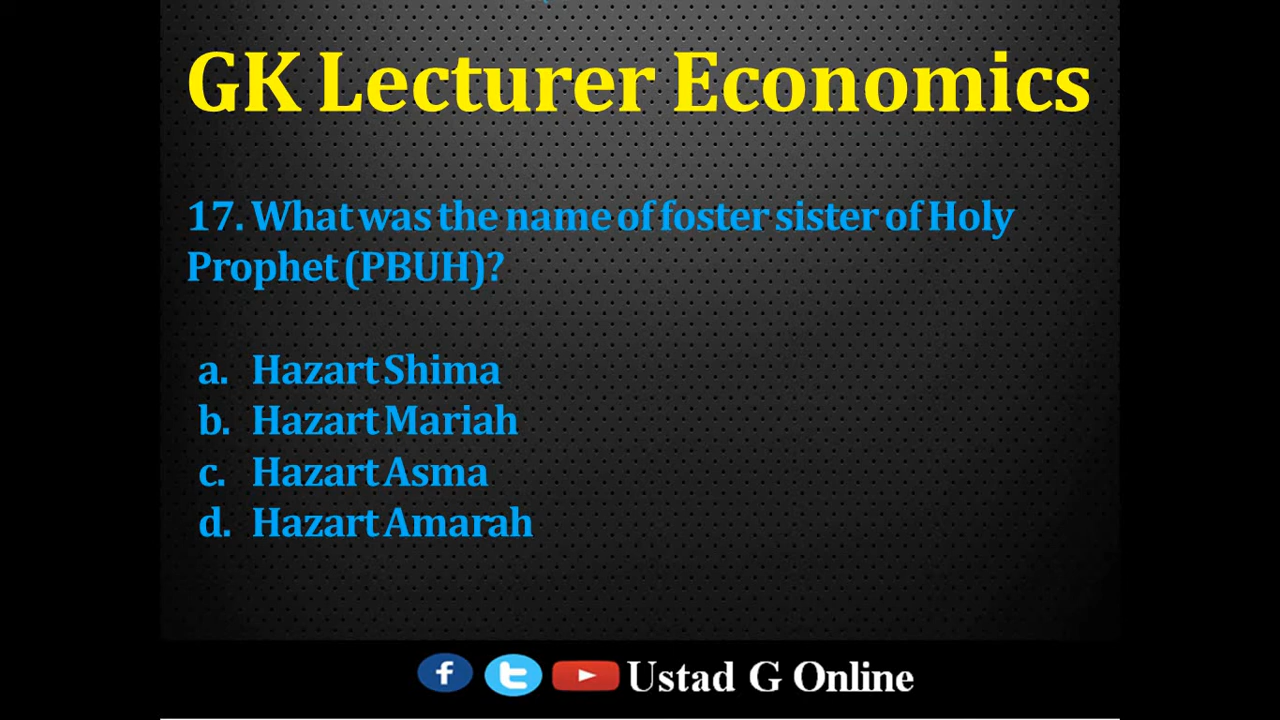 GK Lecturer Economics
17. What was the name of foster sister of Holy
Prophet (PBUH)?
a. Hazart Shima
b. Hazart Mariah
c. Hazart Asma
d. Hazart Amarah
Ustad G Online